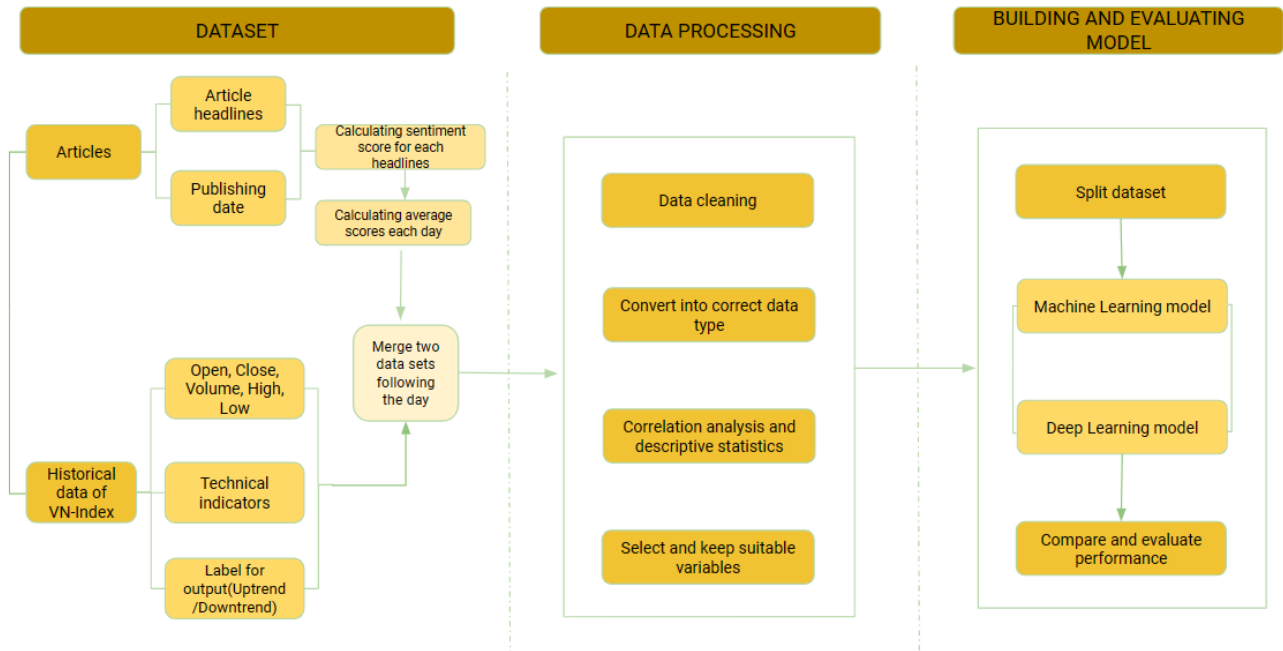 DATASET
DATA PROCESSING
BUILDING AND EVALUATING
MODEL
Article
headlines
Articles
Publishing
date
Calculating sentiment
score for each
headlines
Calculating average
scores each day
Merge two
data sets
following
the day
Open, Close,
Volume, High,
Low
Historical
data of
VN-Index
Technical
indicators
Label for
output(Uptrend
/Downtrend)
Data cleaning
Convert into correct data
type
Correlation analysis and
descriptive statistics
Select and keep suitable
variables
Split dataset
Machine Learning model
Deep Learning model
Compare and evaluate
performance